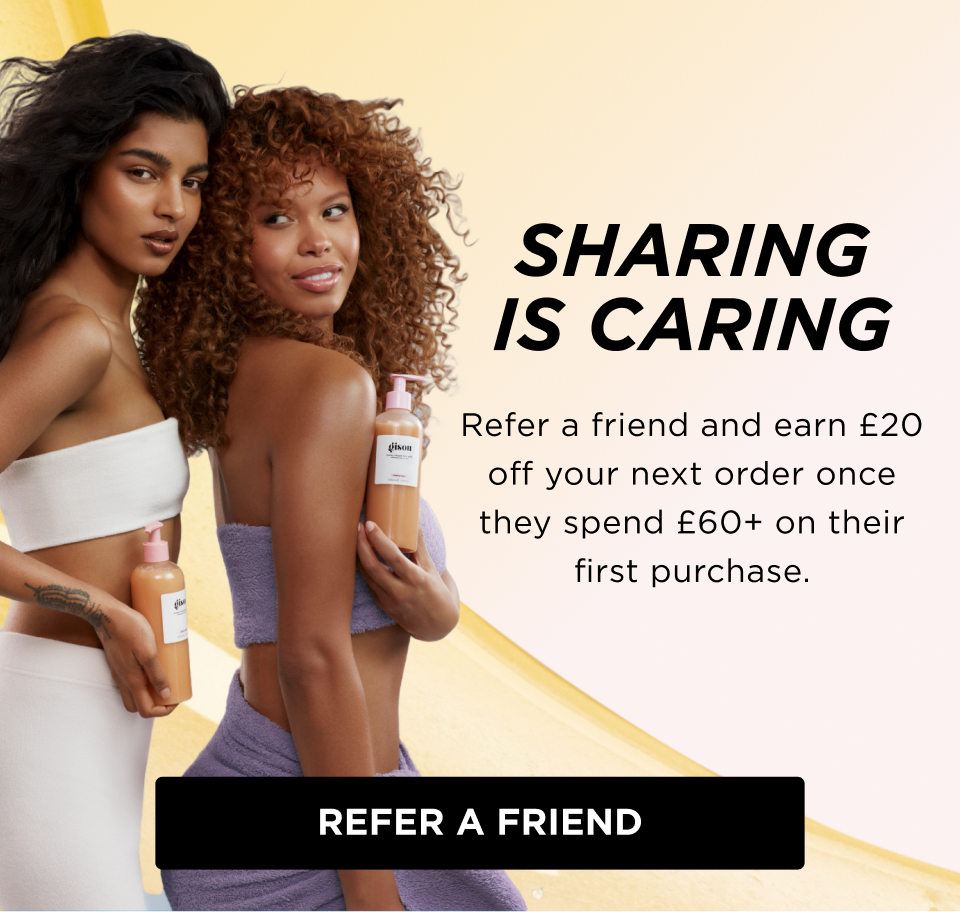 SHARING
IS CARING
Refer a friend and earn £20
off your next order once
they spend £60+ on their
first purchase.
gisou
REFER A FRIEND